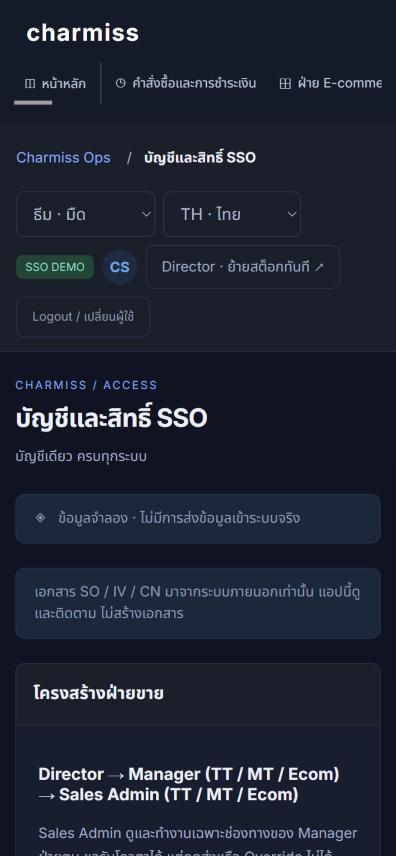 charmiss
หน้าหลัก
คำสั่งซื้อและการชำระเงิน
ฝ่าย E-comme
Charmiss Ops / บัญชีและสิทธิ์ SSO
ธีม · มืด
TH · ไทย
SSO DEMO
CS
Director · ย้ายสต็อกทันที ↗
Logout / เปลี่ยนผู้ใช้
CHARMISS / ACCESS
บัญชีและสิทธิ์ SSO
บัญชีเดียว ครบทุกระบบ
◈ ข้อมูลจำลอง · ไม่มีการส่งข้อมูลเข้าระบบจริง
เอกสาร SO / IV / CN มาจากระบบภายนอกเท่านั้น แอปนี้ดู
และติดตาม ไม่สร้างเอกสาร
โครงสร้างฝ่ายขาย
Director → Manager (TT / MT / Ecom)
→ Sales Admin (TT / MT / Ecom)
Sales Admin ดูและทำงานเฉพาะช่องทางของ Manager